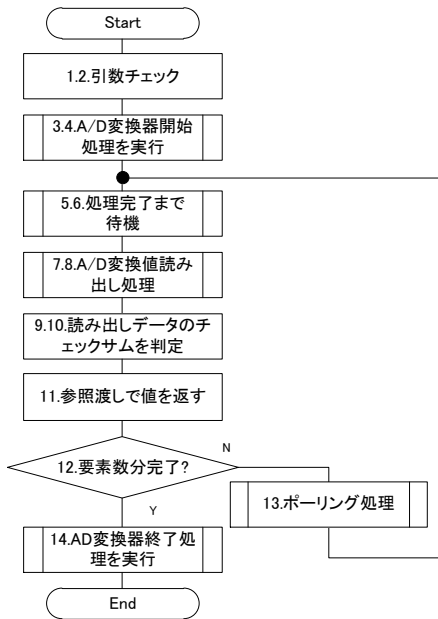 Start
1.2.引数チェック
3.4.A/D変換器開始
処理を実行
5.6.処理完了まで
待機
7.8.A/D変換値読み
出し処理
9.10.読み出しデータのチ
ェックサムを判定
11.参照渡しで値を返す
12.要素数分完了?
N
13.ポーリング処理
Y
14.AD変換器終了処
理を実行
End